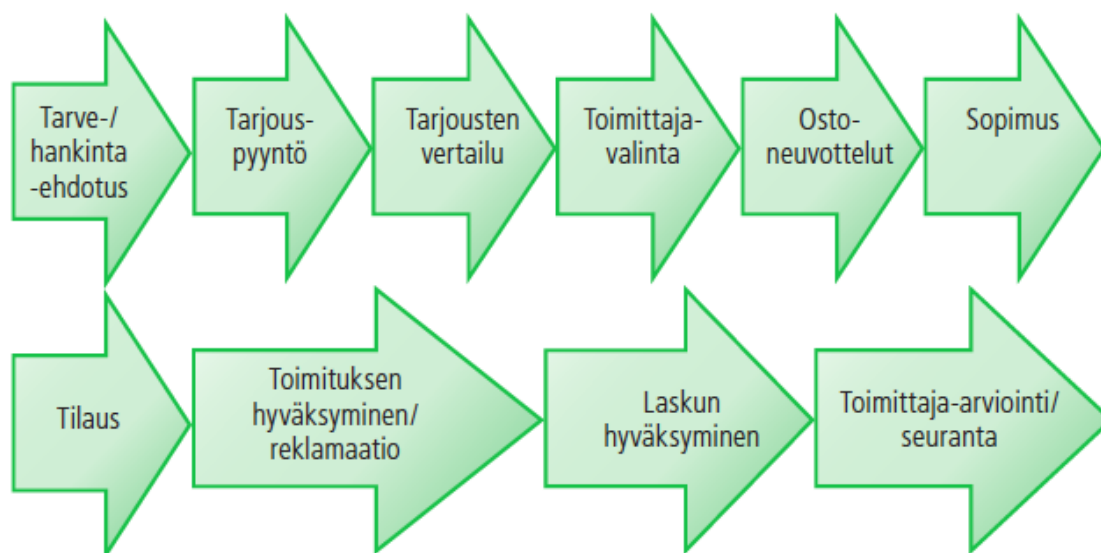 Tarve-/
hankinta
-ehdotus
Tarjous-
pyyntö
Tarjousten
vertailu
Toimittaja-
valinta
Osto-
neuvottelut
Sopimus
Tilaus
Toimituksen
hyväksyminen/
reklamaatio
Laskun
hyväksyminen
Toimittaja-arviointi/
seuranta